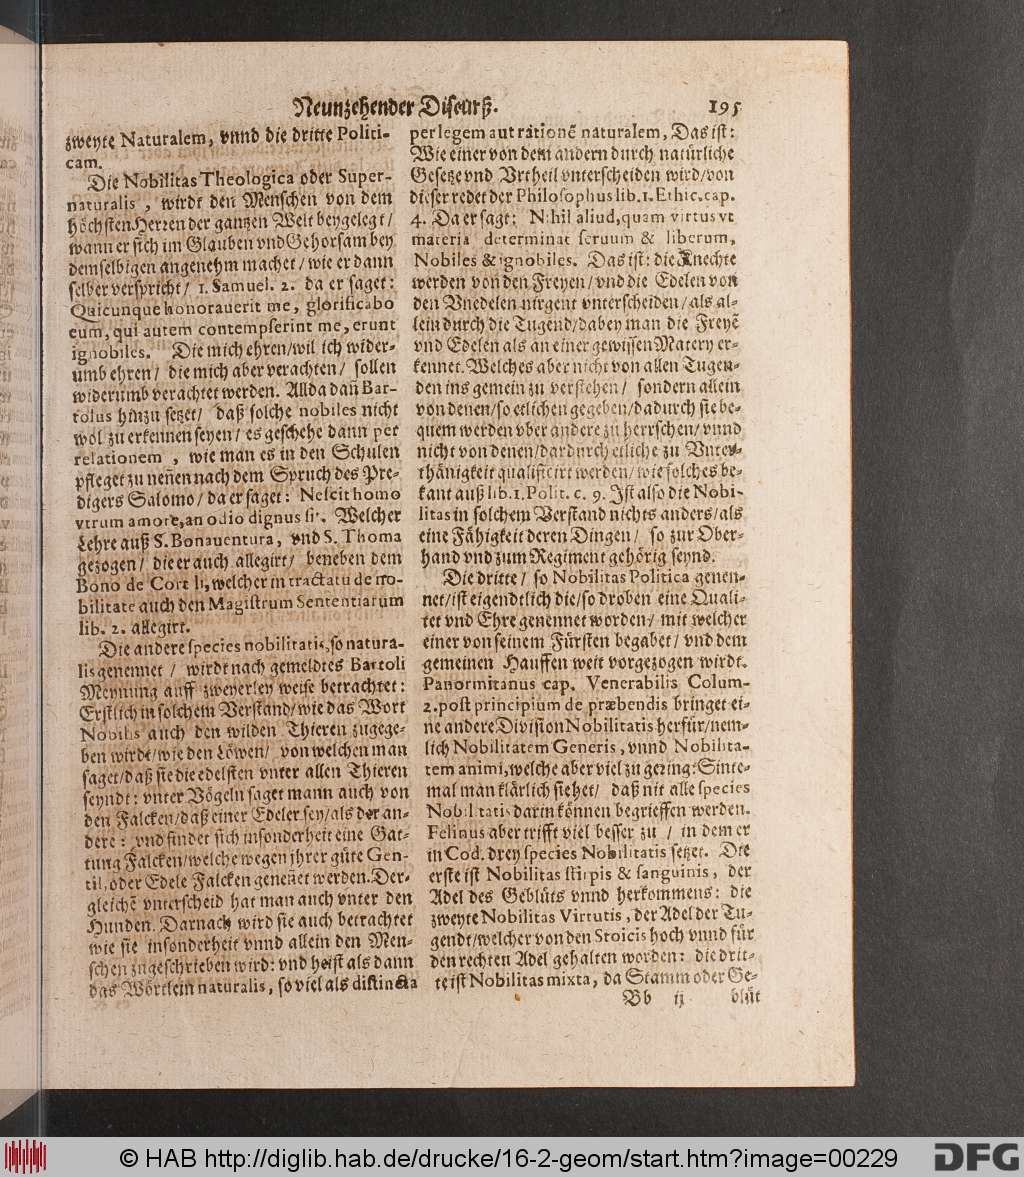 Neunzehender Discurß.
195
zweyte Naturalem, vnnd die dritte Politi-
cam.
Die Nobilitas Theologica oder Super-
naturalis, wirdt den Menschen von dem
höchsten Herren der gantzen Welt beygelegt/
wann er sich im Glauben vnd Gehorsam bey
demselbigen angenehm machet/ wie er dann
selber verspricht/ 1. Samuel. 2. da er saget:
Quicunque honorauerit me, glorificabo
eum, qui autem contempserint me, erunt
ignobiles. Die mich ehren/ wil ich wider-
umb ehren/ die mich aber verachten/ sollen
widerumb verachtet werden. Allda dañ Bar-
tolus hinzu setzet/ daß solche nobiles nicht
wol zu erkennen seyen/ es geschehe dann per
relationem, wie man es in den Schulen
pfleget zu neñen nach dem Spruch des Pre-
digers Salomo/ da er saget: Nescit homo
vtrum amore, an odio dignus sit. Welcher
Lehre auß S. Bonauentura, vnd S. Thoma
gezogen/ die er auch allegirt/ beneben dem
Bono de Cort li, welcher in tractatu de no-
bilitate auch den Magistrum Sententiarum
lib. 2. allegirt.
Die andere species nobilitatis, so natura-
lis genennet/ wirdt nach gemeldtes Bartoli
Meynung auff zweyerley weise betrachtet:
Erstlich in solchem Verstand/ wie das Wort
Nobilis auch den wilden Thieren zugege-
ben wirdt/ wie den Löwen/ von welchen man
saget/ daß sie die edelsten vnter allen Thieren
seyndt: vnter Vögeln saget mann auch von
den Falcken/ daß einer Edeler sey/ als der an-
dere: vnd findet sich insonderheit eine Gat-
tung Falcken/ welche wegen jhrer güte Gen-
til, oder Edele Falcken geneñet werden. Der-
gleichē vnterscheid hat man auch vnter den
Hunden. Darnach wird sie auch betrachtet
wie sie insonderheit vnnd allein den Men-
schen zugeschrieben wird: vnd heist als dann
das Wörtlein naturalis, so viel als distincta
per legem aut rationē naturalem, Das ist:
Wie einer von dem andern durch natürliche
Gesetze vnd Vrtheil vnterscheiden wird/ von
dieser redet der Philosophus lib. 1. Ethic. cap.
4. Da er sagt: Nihil aliud, quam virtus vt
materia determinat seruum & liberum,
Nobiles & ignobiles. Das ist: die Knechte
werden von den Freyen/ vnd die Edelen von
den Vnedelen nirgent vnterscheiden/ als al-
lein durch die Tugend/ dabey man die Freyē
vnd Edelen als an einer gewissen Matery er-
kennet. Welches aber nicht von allen Tugen-
den ins gemein zu verstehen/ sondern allein
von denen/ so etlichen gegeben/ dadurch sie be-
quem werden vber andere zu herrschen/ vnnd
nicht von denen/ dardurch etliche zu Vnter-
thänigkeit qualificirt werden/ wie solches be-
kant auß lib. 1. Polit. c. 9. Ist also die Nobi-
litas in solchem Verstand nichts anders/ als
eine Fähigkeit deren Dingen/ so zur Ober-
hand vnd zum Regiment gehörig seynd.
Die dritte/ so Nobilitas Politica genen-
net/ ist eigendtlich die/ so droben eine Quali-
tet vnd Ehre genennet worden/ mit welcher
einer von seinem Fürsten begabet/ vnd dem
gemeinen Hauffen weit vorgezogen wirdt.
Panormitanus cap. Venerabilis Colum-
2. post principium de præbendis bringet ei-
ne andere Division Nobilitatis herfür/ nem-
lich Nobilitatem Generis, vnnd Nobilita-
tem animi, welche aber viel zu gering: Sinte-
mal man klärlich siehet/ daß nit alle species
Nobilitatis darin können begrieffen werden.
Felinus aber trifft viel besser zu/ in dem er
in Cod. drey species Nobilitatis setzet. Die
erste ist Nobilitas stirpis & sanguinis, der
Adel des Geblüts vnnd herkommens: die
zweyte Nobilitas Virtutis, der Adel der Tu-
gendt/ welcher von den Stoicis hoch vnnd für
den rechten Adel gehalten worden: die drit-
te ist Nobilitas mixta, da Stamm oder Ge-
Bb ij
blüt
© HAB http://diglib.hab.de/drucke/16-2-geom/start.htm?image=00229
DFG